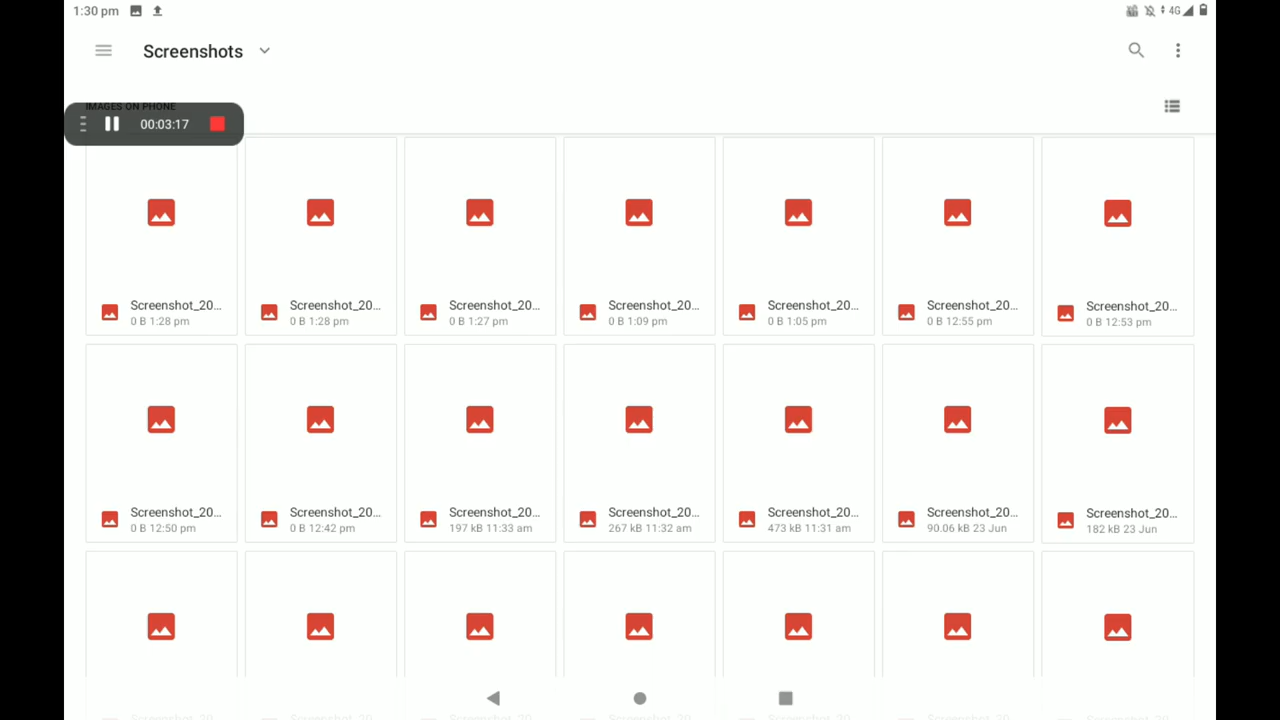 1:30 pm 4G
Screenshots
IMAGES ON PHONE
00:03:17
Screenshot_20... Screenshot_20... Screenshot_20... Screenshot_20... Screenshot_20... Screenshot_20... Screenshot_20...
0 B 1:28 pm 0 B 1:28 pm 0 B 1:27 pm 0 B 1:09 pm 0 B 1:05 pm 0 B 12:55 pm 0 B 12:53 pm
Screenshot_20... Screenshot_20... Screenshot_20... Screenshot_20... Screenshot_20... Screenshot_20... Screenshot_20...
0 B 12:50 pm 0 B 12:42 pm 197 kB 11:33 am 267 kB 11:32 am 473 kB 11:31 am 90.06 kB 23 Jun 182 kB 23 Jun